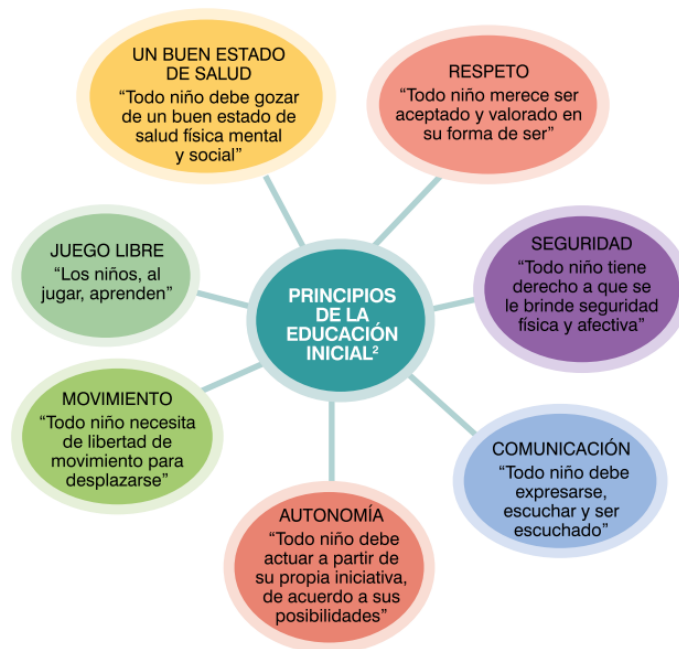 UN BUEN ESTADO
DE SALUD
“Todo niño debe gozar
de un buen estado de
salud física mental
y social”
RESPETO
“Todo niño merece ser
aceptado y valorado en
su forma de ser”
JUEGO LIBRE
“Los niños, al
jugar, aprenden”
SEGURIDAD
“Todo niño tiene
derecho a que se
le brinde seguridad
física y afectiva”
PRINCIPIOS
DE LA
EDUCACIÓN
INICIAL²
MOVIMIENTO
“Todo niño necesita
de libertad de
movimiento para
desplazarse”
COMUNICACIÓN
“Todo niño debe
expresarse,
escuchar y ser
escuchado”
AUTONOMÍA
“Todo niño debe
actuar a partir de
su propia iniciativa,
de acuerdo a sus
posibilidades”